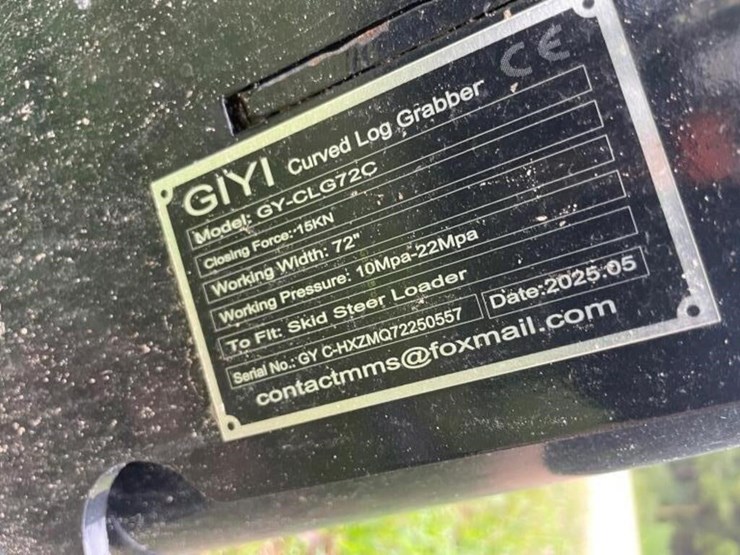 CE
GIYI Curved Log Grabber
Model: GY-CLG72C
Closing Force: 15KN
Working Width: 72"
Working Pressure: 10Mpa-22Mpa
To Fit: Skid Steer Loader
Serial No.: GY C-HXZMQ72250557 Date:2025.05
contactmms@foxmail.com